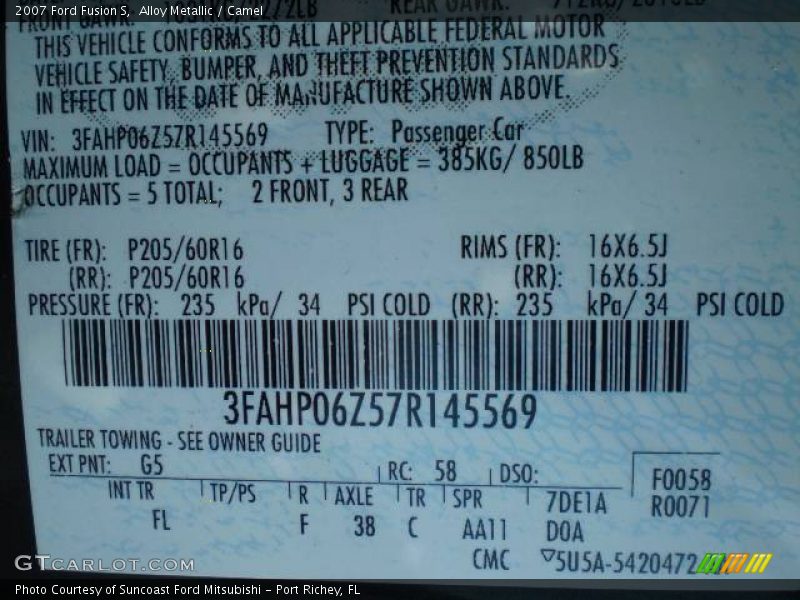 2007 Ford Fusion S, Alloy Metallic / Camel
FRONT GAWR: REAR GAWR:
THIS VEHICLE CONFORMS TO ALL APPLICABLE FEDERAL MOTOR
VEHICLE SAFETY, BUMPER, AND THEFT PREVENTION STANDARDS
IN EFFECT ON THE DATE OF MANUFACTURE SHOWN ABOVE.
VIN: 3FAHP06Z57R145569 TYPE: Passenger Car
MAXIMUM LOAD = OCCUPANTS + LUGGAGE = 385KG/ 850LB
OCCUPANTS = 5 TOTAL; 2 FRONT, 3 REAR
TIRE (FR): P205/60R16 RIMS (FR): 16X6.5J
(RR): P205/60R16 (RR): 16X6.5J
PRESSURE (FR): 235 kPa/ 34 PSI COLD (RR): 235 kPa/ 34 PSI COLD
3FAHP06Z57R145569
TRAILER TOWING - SEE OWNER GUIDE
EXT PNT: G5 RC: 58 DSO: F0058
INT TR TP/PS R AXLE TR SPR 7DE1A R0071
FL F 38 C AA11 D0A
CMC ▽5U5A-5420472
GTCARLOT.COM
Photo Courtesy of Suncoast Ford Mitsubishi – Port Richey, FL